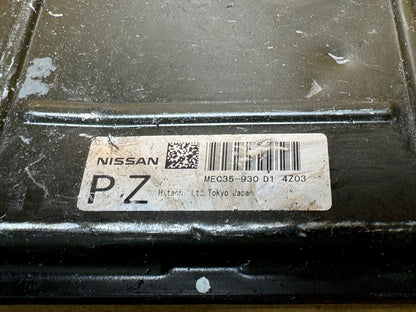 NISSAN
MEC35-930 D1 4Z03
PZ
Hitachi Ltd. Tokyo Japan